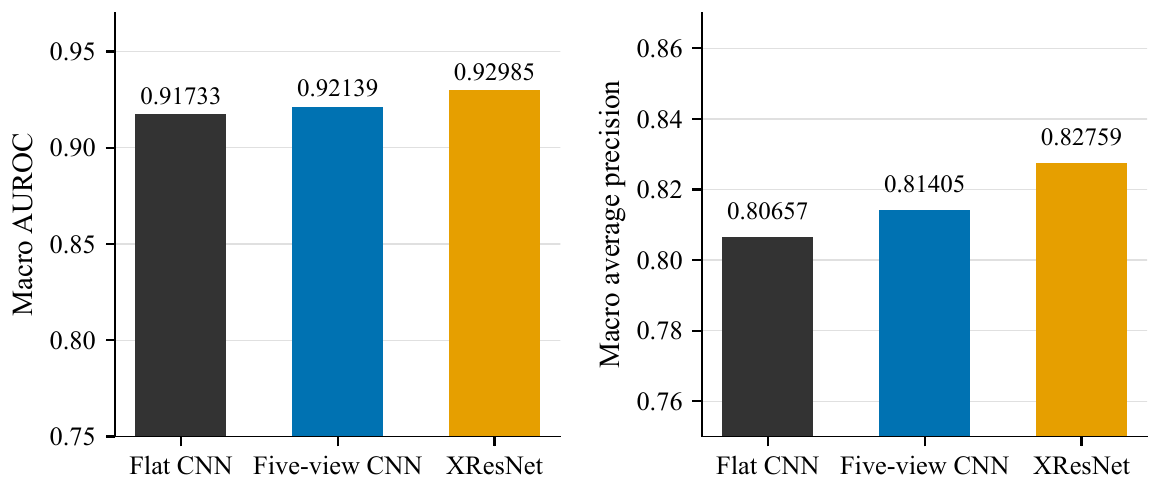 Macro AUROC
0.95
0.90
0.85
0.80
0.75
0.91733
0.92139
0.92985
Flat CNN
Five-view CNN
XResNet
Macro average precision
0.86
0.84
0.82
0.80
0.78
0.76
0.80657
0.81405
0.82759
Flat CNN
Five-view CNN
XResNet